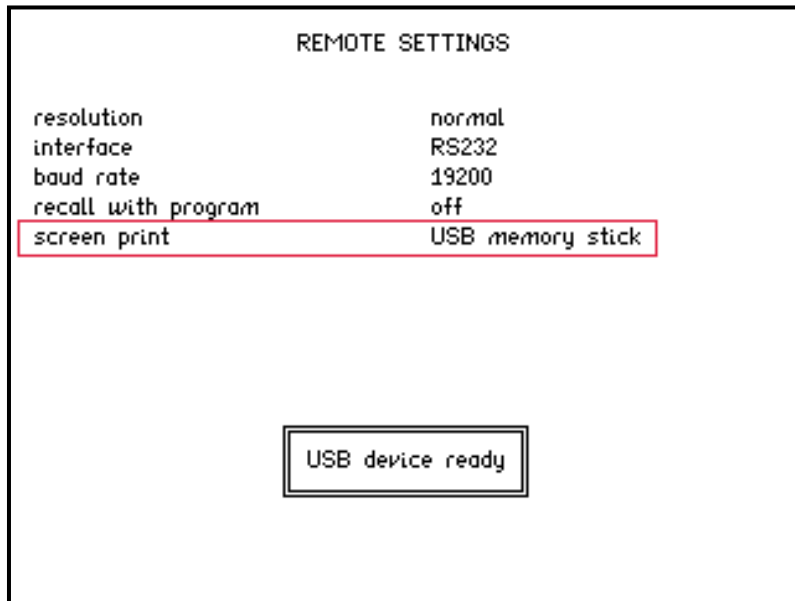 REMOTE SETTINGS
resolution normal
interface RS232
baud rate 19200
recall with program off
screen print USB memory stick
USB device ready